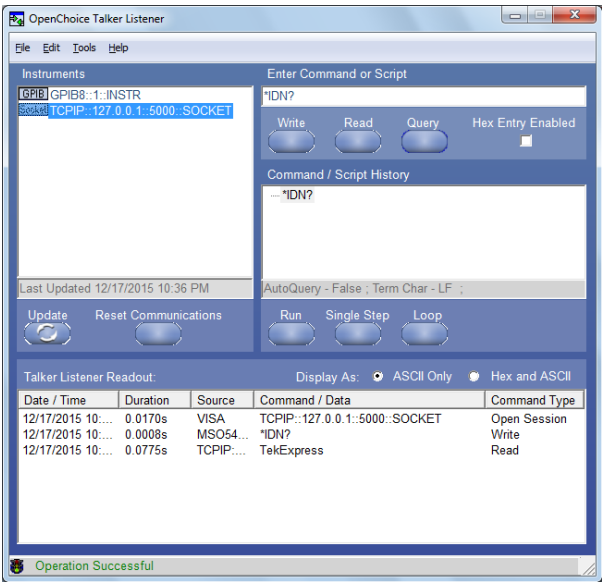 OpenChoice Talker Listener
File Edit Tools Help
Instruments
GPIB GPIB8::1::INSTR
Socket TCPIP::127.0.0.1::5000::SOCKET
Last Updated 12/17/2015 10:36 PM
Update Reset Communications
Enter Command or Script
*IDN?
Write Read Query Hex Entry Enabled
Command / Script History
*IDN?
AutoQuery - False ; Term Char - LF ;
Run Single Step Loop
Talker Listener Readout: Display As: ASCII Only Hex and ASCII
Date / Time Duration Source Command / Data Command Type
12/17/2015 10:... 0.0170s VISA TCPIP::127.0.0.1::5000::SOCKET Open Session
12/17/2015 10:... 0.0008s MSO54... *IDN? Write
12/17/2015 10:... 0.0775s TCPIP:... TekExpress Read
Operation Successful